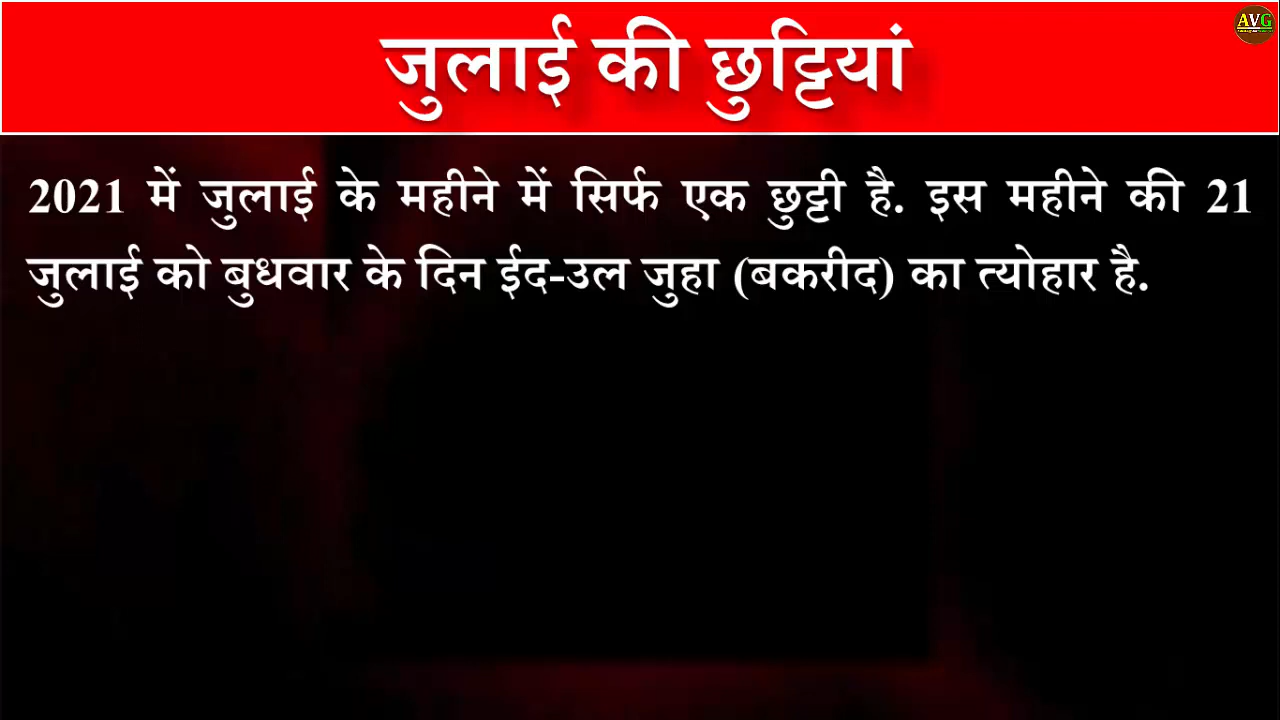 जुलाई की छुट्टियां
AVG
2021 में जुलाई के महीने में सिर्फ एक छुट्टी है. इस महीने की 21
जुलाई को बुधवार के दिन ईद-उल जुहा (बकरीद) का त्योहार है.